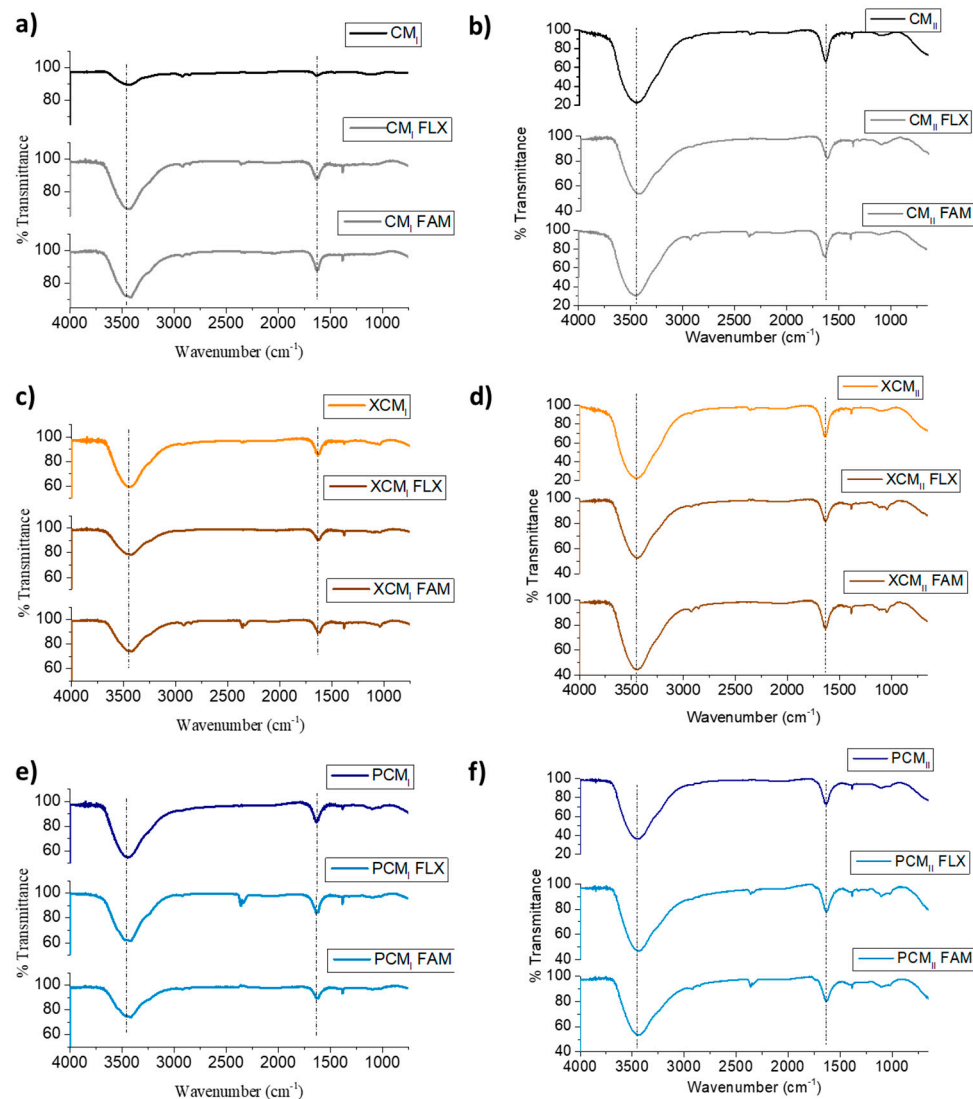 a)
CMI
100
80
CMI FLX
100
80
CMI FAM
100
80
% Transmittance
4000 3500 3000 2500 2000 1500 1000
Wavenumber (cm-1)
b)
CMII
100
80
60
40
20
CMII FLX
100
80
60
40
CMII FAM
100
80
60
40
20
% Transmittance
4000 3500 3000 2500 2000 1500 1000
Wavenumber (cm-1)
c)
XCMI
100
80
60
XCMI FLX
100
80
60
XCMI FAM
100
80
60
% Transmittance
4000 3500 3000 2500 2000 1500 1000
Wavenumber (cm-1)
d)
XCMII
100
80
60
40
20
XCMII FLX
100
80
60
40
XCMII FAM
100
80
60
40
% Transmittance
4000 3500 3000 2500 2000 1500 1000
Wavenumber (cm-1)
e)
PCMI
100
80
60
PCMI FLX
100
80
60
PCMI FAM
100
80
60
% Transmittance
4000 3500 3000 2500 2000 1500 1000
Wavenumber (cm-1)
f)
PCMII
100
80
60
40
20
PCMII FLX
100
80
60
40
PCMII FAM
100
80
60
40
% Transmittance
4000 3500 3000 2500 2000 1500 1000
Wavenumber (cm-1)